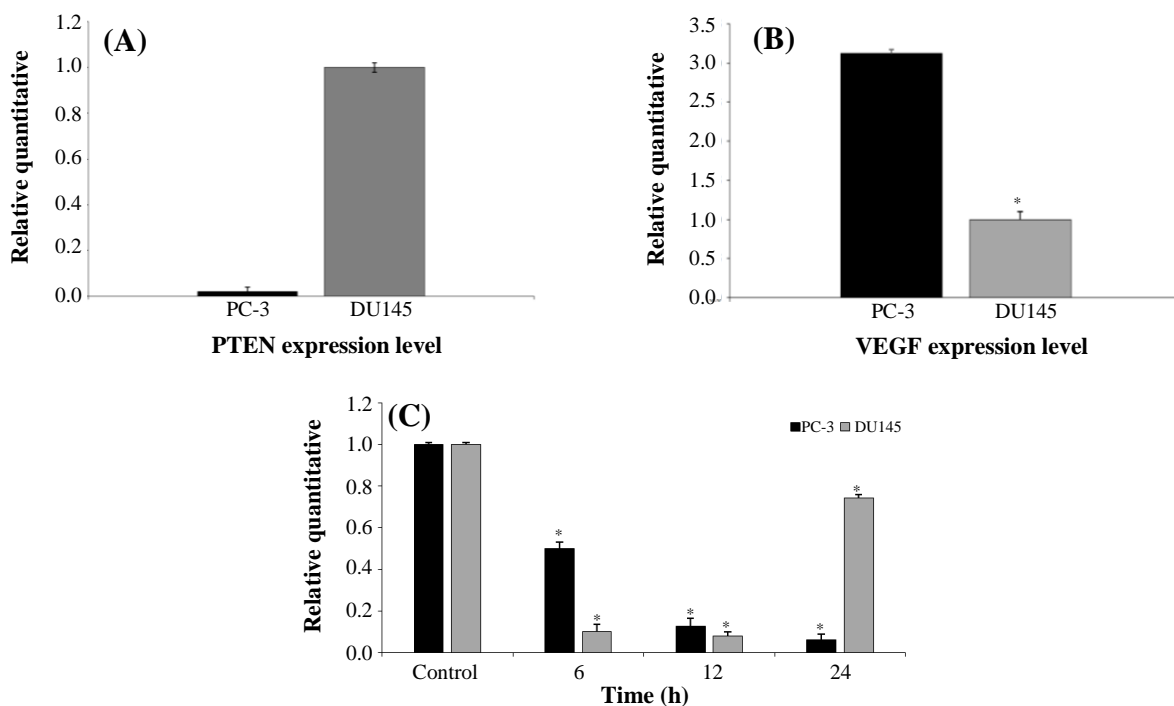 (A)
Relative quantitative
1.2
1.0
0.8
0.6
0.4
0.2
0.0
PC-3 DU145
PTEN expression level
(B)
Relative quantitative
3.5
3.0
2.5
2.0
1.5
1.0
0.5
0.0
*
PC-3 DU145
VEGF expression level
(C)
PC-3 DU145
Relative quantitative
1.2
1.0
0.8
0.6
0.4
0.2
0.0
* * * * * *
Control 6 12 24
Time (h)